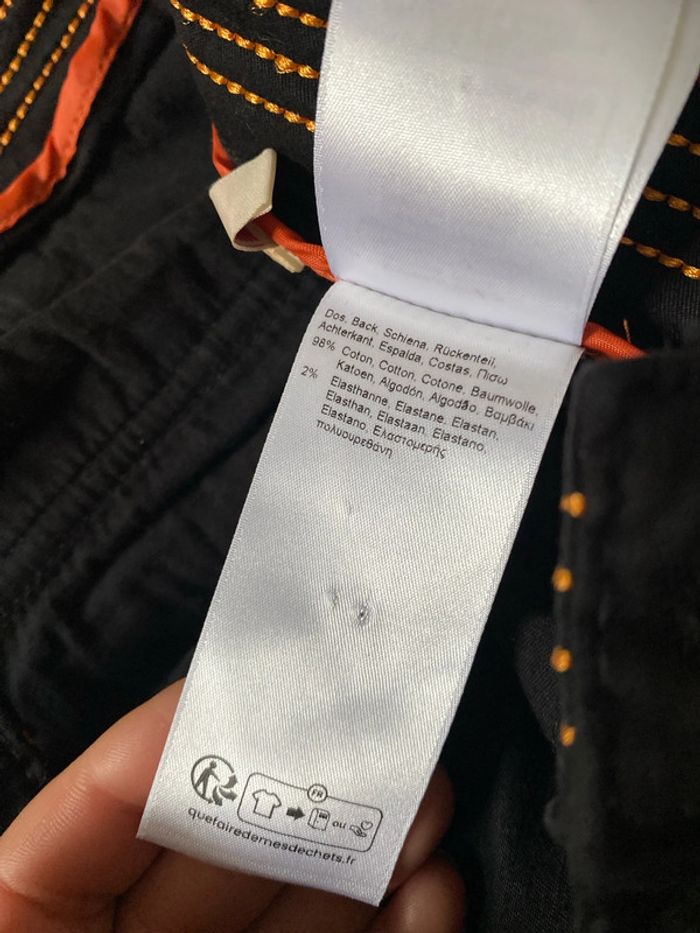 Dos, Back, Schiena, Rückenteil,
Achterkant, Espalda, Costas, Πισω
98% Coton, Cotton, Cotone, Baumwolle,
Katoen, Algodón, Algodão, Βαμβάκι
2% Elasthanne, Elastane, Elastan,
Elasthan, Elastaan, Elastano,
Elastano, Ελαστομερής
πολυουρεθάνη
FR
ou
quefairedemesdechets.fr